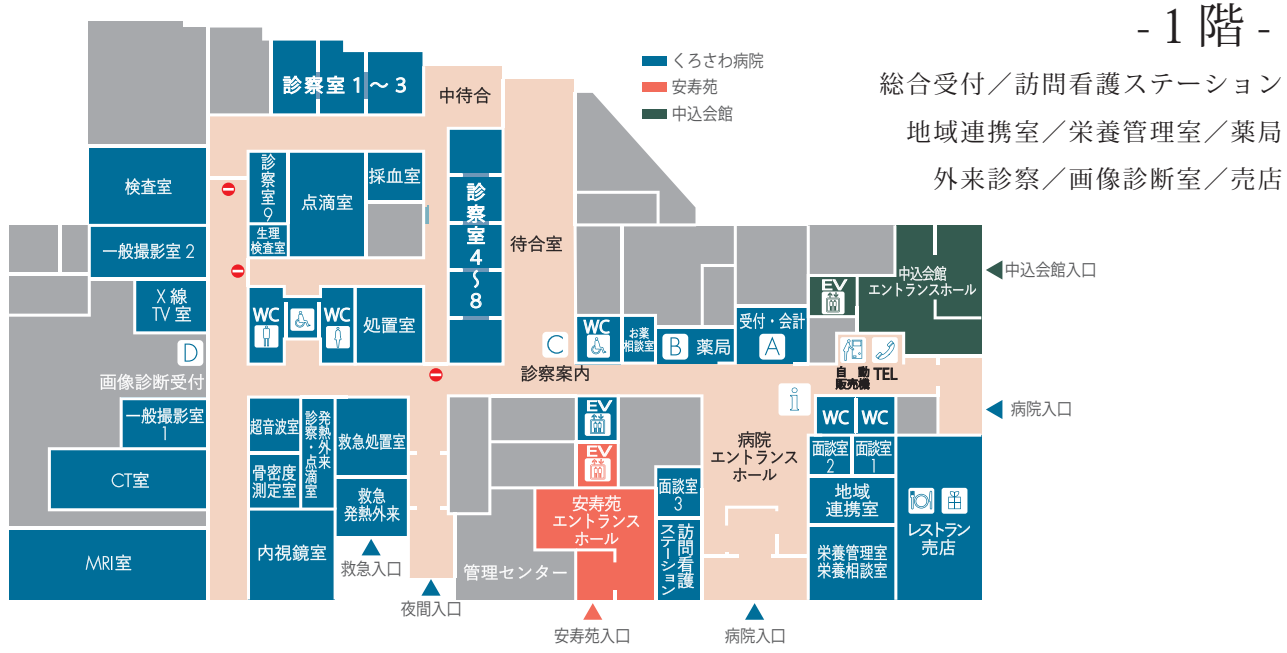 - 1 階 -
総合受付／訪問看護ステーション
地域連携室／栄養管理室／薬局
外来診察／画像診断室／売店
くろさわ病院
安寿苑
中込会館
診察室 1 〜 3
中待合
検査室
診察室9
点滴室
採血室
生理
検査室
診察室4〜8
待合室
一般撮影室 2
X 線
TV 室
WC
WC
処置室
D
画像診断受付
C
診察案内
WC
お薬
相談室
B 薬局
受付・会計
A
EV
中込会館
エントランスホール
中込会館入口
自 動
販売機
TEL
i
病院入口
一般撮影室
1
超音波室
発熱外来
診察・点滴室
救急処置室
骨密度
測定室
救急
発熱外来
CT室
MRI室
内視鏡室
救急入口
夜間入口
EV
EV
安寿苑
エントランス
ホール
管理センター
安寿苑入口
面談室
3
訪問看護
ステーション
病院
エントランス
ホール
病院入口
WC
WC
面談室
2
面談室
1
地域
連携室
栄養管理室
栄養相談室
レストラン
売店